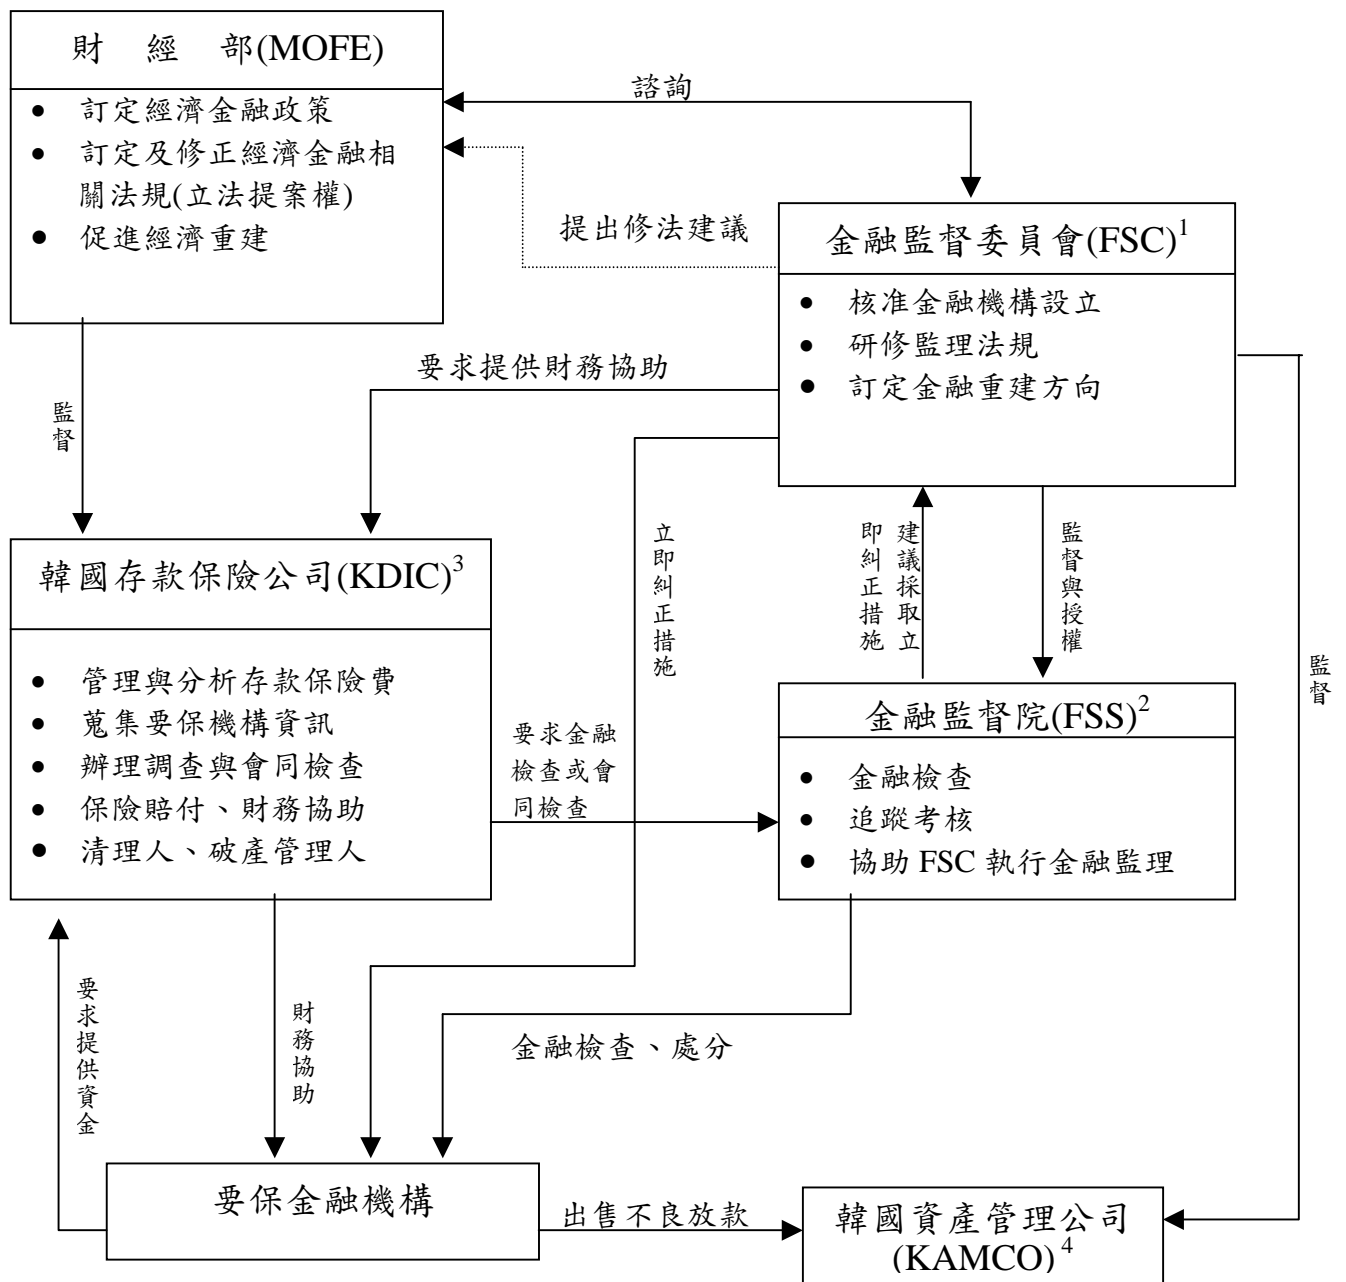 財 經 部(MOFE)
• 訂定經濟金融政策
• 訂定及修正經濟金融相
關法規(立法提案權)
• 促進經濟重建
諮詢
提出修法建議
金融監督委員會(FSC)1
• 核准金融機構設立
• 研修監理法規
• 訂定金融重建方向
要求提供財務協助
監督
韓國存款保險公司(KDIC)3
• 管理與分析存款保險費
• 蒐集要保機構資訊
• 辦理調查與會同檢查
• 保險賠付、財務協助
• 清理人、破產管理人
立即糾正措施
建議採取立
即糾正措施
監督與授權
監督
要求金融
檢查或會
同檢查
金融監督院(FSS)2
• 金融檢查
• 追蹤考核
• 協助 FSC 執行金融監理
要求提供資金
財務協助
金融檢查、處分
要保金融機構
出售不良放款
韓國資產管理公司
(KAMCO)4